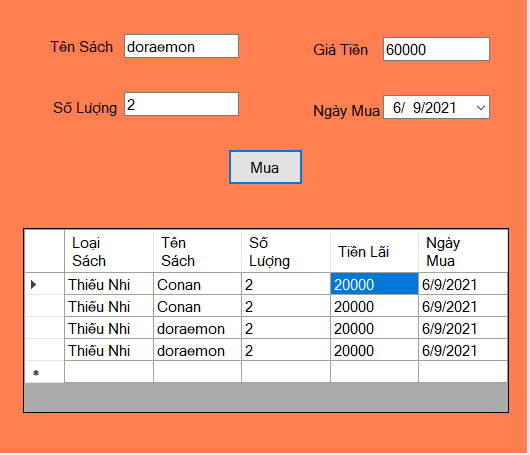 Tên Sách doraemon Giá Tiền 60000
Số Lượng 2 Ngày Mua 6/ 9/2021
Mua
Loại Sách Tên Sách Số Lượng Tiền Lãi Ngày Mua
Thiếu Nhi Conan 2 20000 6/9/2021
Thiếu Nhi Conan 2 20000 6/9/2021
Thiếu Nhi doraemon 2 20000 6/9/2021
Thiếu Nhi doraemon 2 20000 6/9/2021